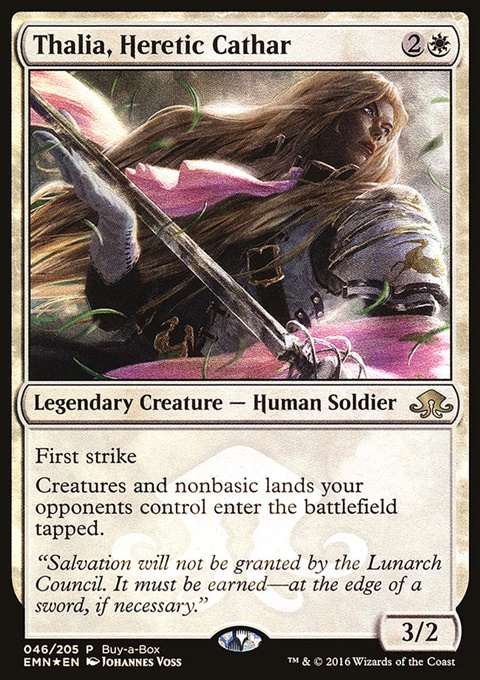 Thalia, Heretic Cathar 2
Legendary Creature — Human Soldier
First strike
Creatures and nonbasic lands your
opponents control enter the battlefield
tapped.
“Salvation will not be granted by the Lunarch
Council. It must be earned—at the edge of a
sword, if necessary.”
3/2
046/205 P Buy-a-Box
EMN★EN Johannes Voss
™ & © 2016 Wizards of the Coast